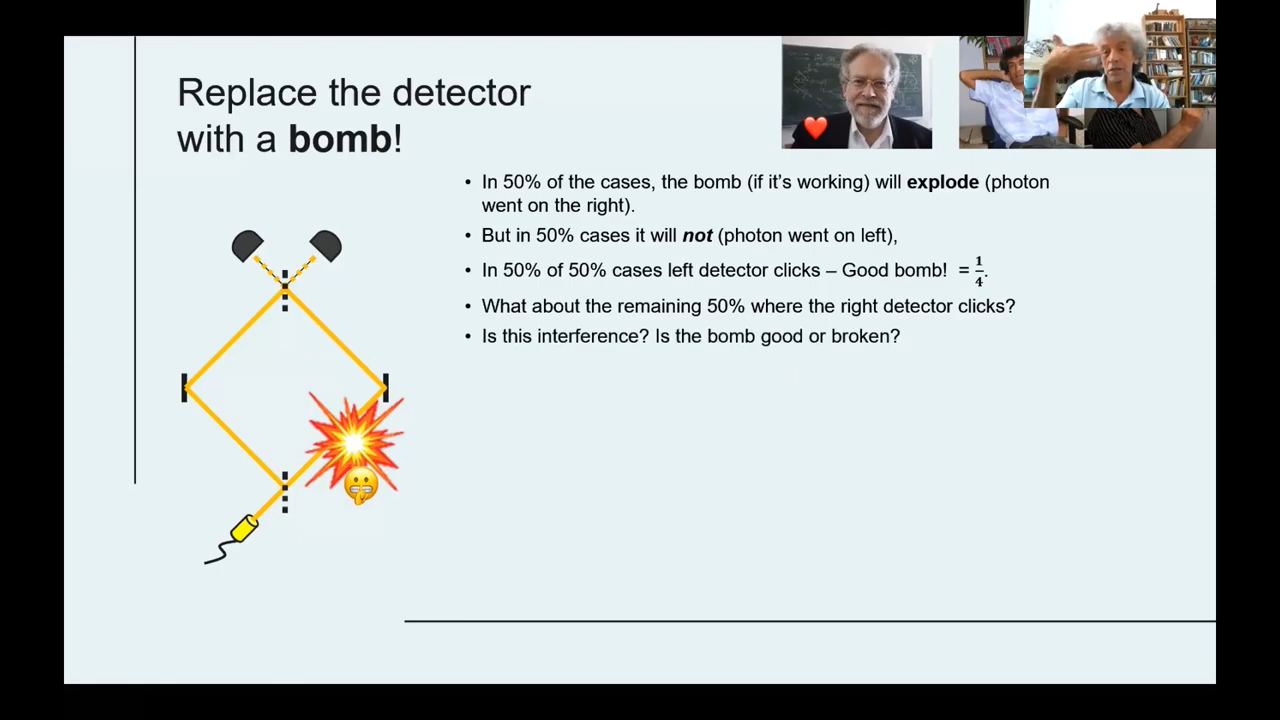 Replace the detector
with a bomb!
• In 50% of the cases, the bomb (if it's working) will explode (photon
went on the right).
• But in 50% cases it will not (photon went on left),
• In 50% of 50% cases left detector clicks – Good bomb! = 1/4.
• What about the remaining 50% where the right detector clicks?
• Is this interference? Is the bomb good or broken?